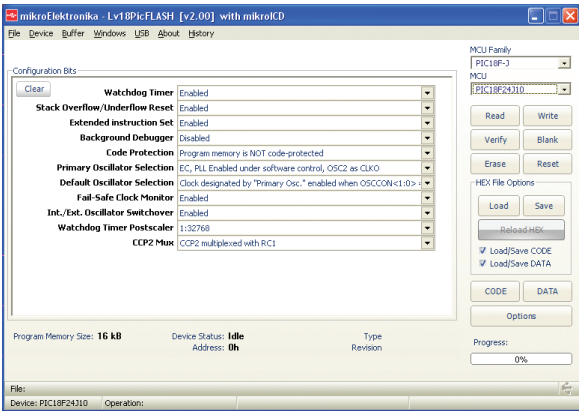 mikroElektronika - Lv18PicFLASH [v2.00] with mikroICD
File Device Buffer Windows USB About History
MCU Family
PIC18F-J
MCU
PIC18F24J10
Configuration Bits
Clear
Watchdog Timer Enabled
Stack Overflow/Underflow Reset Enabled
Extended instruction Set Enabled
Background Debugger Disabled
Code Protection Program memory is NOT code-protected
Primary Oscillator Selection EC, PLL Enabled under software control, OSC2 as CLKO
Default Oscillator Selection Clock designated by "Primary Osc." enabled when OSCCON<1:0> =
Fail-Safe Clock Monitor Enabled
Int./Ext. Oscillator Switchover Enabled
Watchdog Timer Postscaler 1:32768
CCP2 Mux CCP2 multiplexed with RC1
Read Write
Verify Blank
Erase Reset
HEX File Options
Load Save
Reload HEX
Load/Save CODE
Load/Save DATA
CODE DATA
Options
Program Memory Size: 16 kB Device Status: Idle Type
Address: 0h Revision
Progress:
0%
File:
Device: PIC18F24J10 Operation: